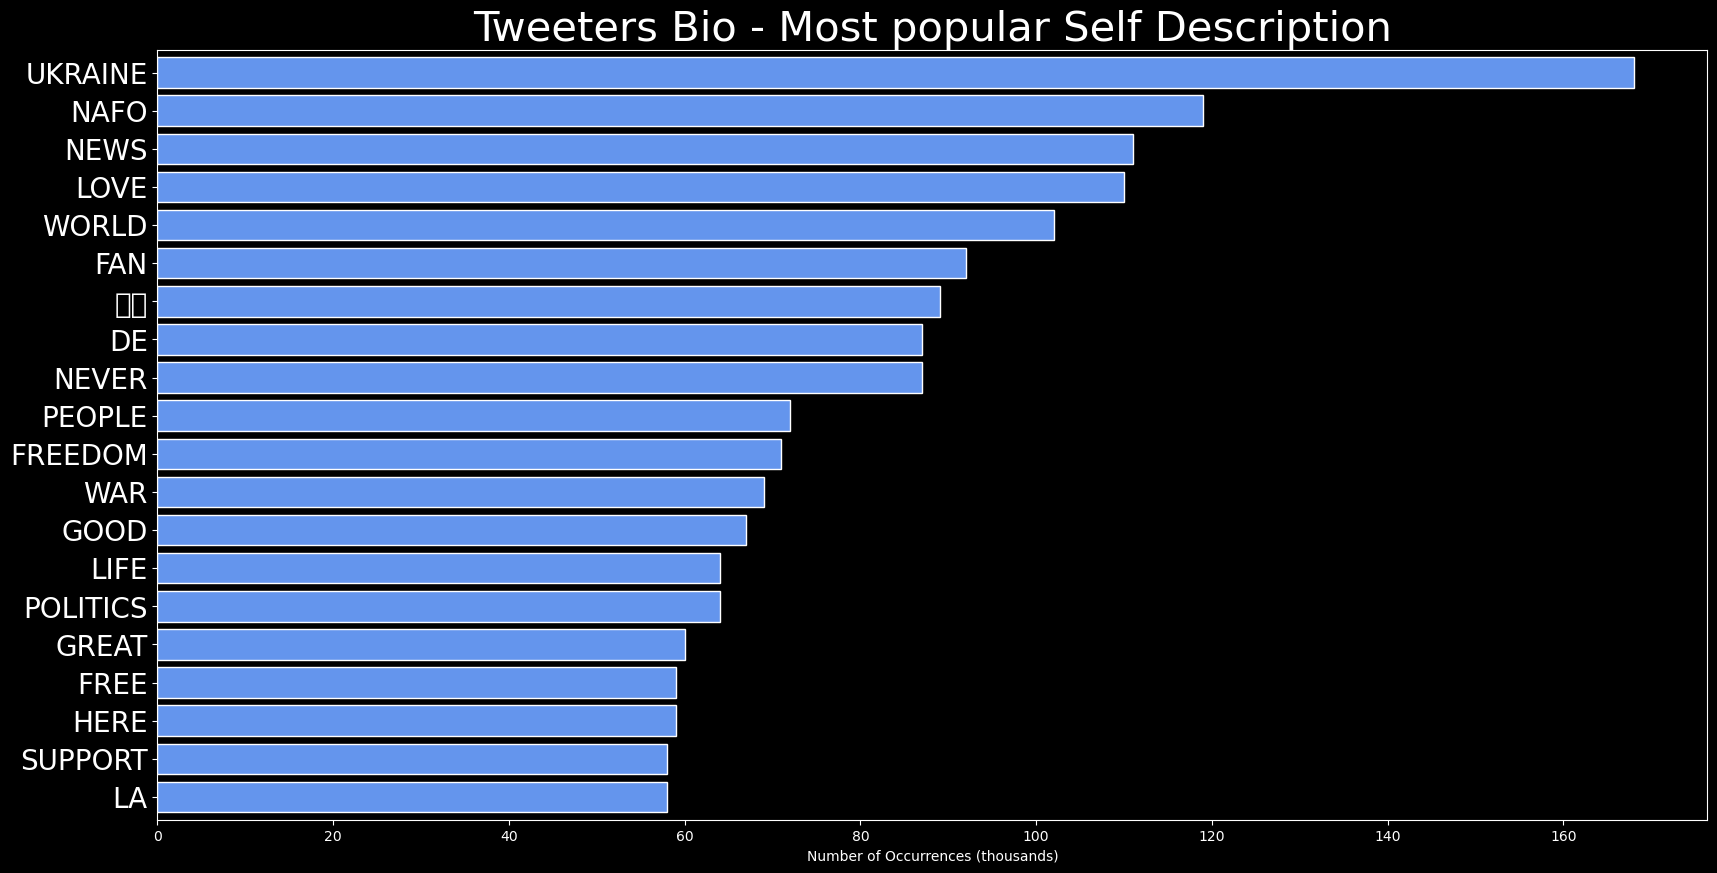 Tweeters Bio - Most popular Self Description
UKRAINE
NAFO
NEWS
LOVE
WORLD
FAN
DE
NEVER
PEOPLE
FREEDOM
WAR
GOOD
LIFE
POLITICS
GREAT
FREE
HERE
SUPPORT
LA
0 20 40 60 80 100 120 140 160
Number of Occurrences (thousands)